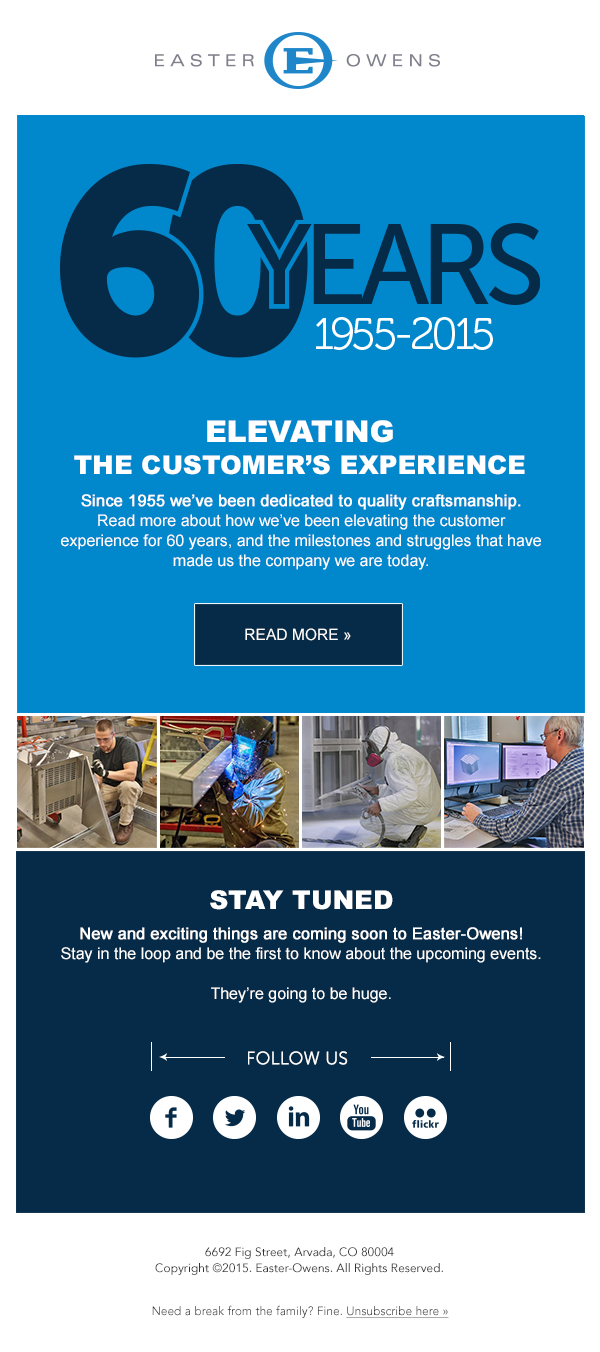 EASTER E OWENS
60 YEARS
1955-2015
ELEVATING
THE CUSTOMER’S EXPERIENCE
Since 1955 we’ve been dedicated to quality craftsmanship.
Read more about how we’ve been elevating the customer
experience for 60 years, and the milestones and struggles that have
made us the company we are today.
READ MORE »
STAY TUNED
New and exciting things are coming soon to Easter-Owens!
Stay in the loop and be the first to know about the upcoming events.
They’re going to be huge.
FOLLOW US
f in You Tube flickr
6692 Fig Street, Arvada, CO 80004
Copyright ©2015. Easter-Owens. All Rights Reserved.
Need a break from the family? Fine. Unsubscribe here »